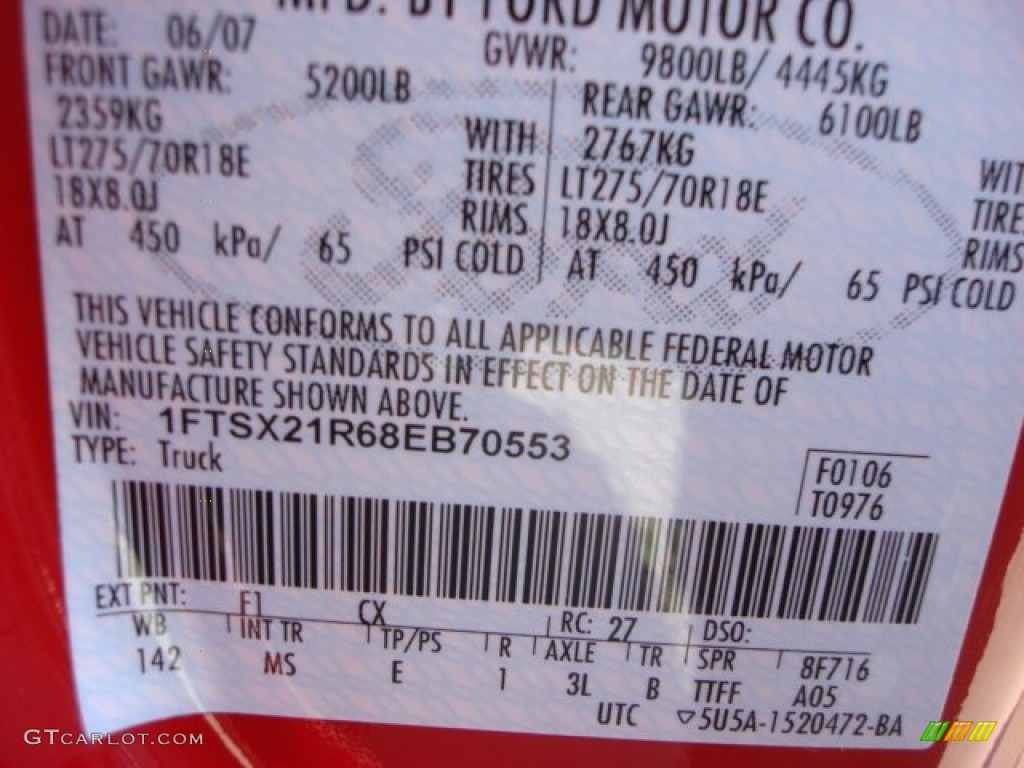 MFD. BY FORD MOTOR CO.
DATE: 06/07 GVWR: 9800LB/ 4445KG
FRONT GAWR: 5200LB REAR GAWR: 6100LB
2359KG WITH 2767KG WIT
LT275/70R18E TIRES LT275/70R18E TIRE
18X8.0J RIMS 18X8.0J RIMS
AT 450 kPa/ 65 PSI COLD AT 450 kPa/ 65 PSI COLD
THIS VEHICLE CONFORMS TO ALL APPLICABLE FEDERAL MOTOR
VEHICLE SAFETY STANDARDS IN EFFECT ON THE DATE OF
MANUFACTURE SHOWN ABOVE.
VIN: 1FTSX21R68EB70553
TYPE: Truck
F0106
T0976
EXT PNT: F1 CX RC: 27 DSO:
WB INT TR TP/PS R AXLE TR SPR 8F716
142 MS E 1 3L B TTFF A05
UTC ▽5U5A-1520472-BA
GTCARLOT.COM